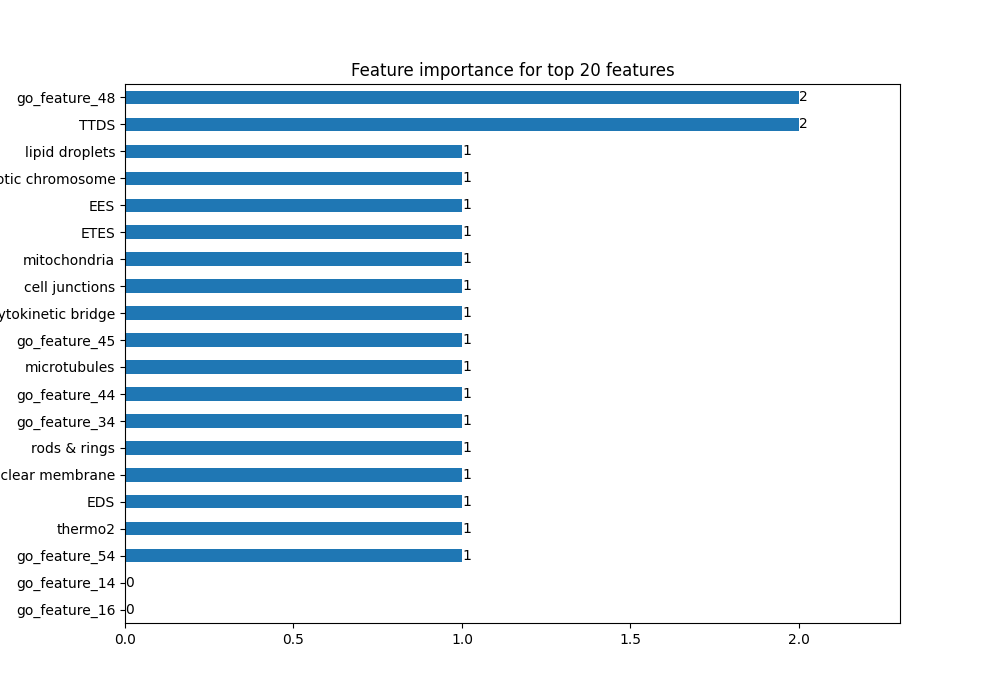 Feature importance for top 20 features
go_feature_48 2
TTDS 2
lipid droplets 1
otic chromosome 1
EES 1
ETES 1
mitochondria 1
cell junctions 1
ytokinetic bridge 1
go_feature_45 1
microtubules 1
go_feature_44 1
go_feature_34 1
rods & rings 1
clear membrane 1
EDS 1
thermo2 1
go_feature_54 1
go_feature_14 0
go_feature_16 0
0.0 0.5 1.0 1.5 2.0